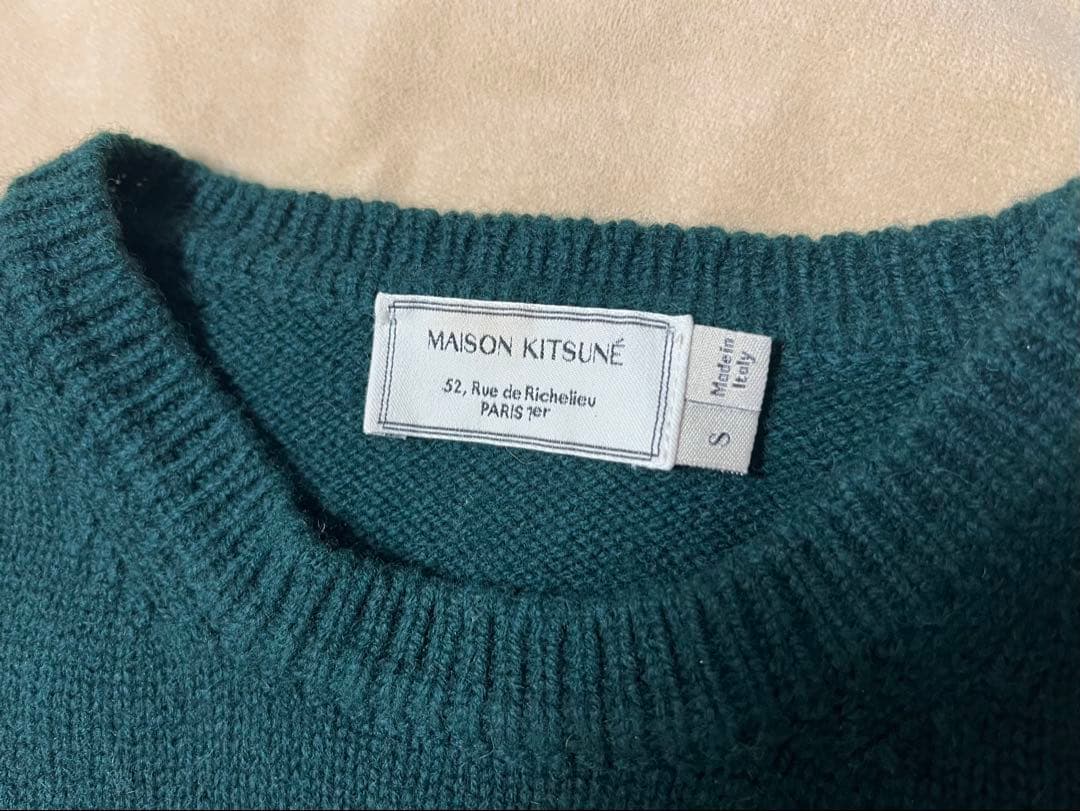 MAISON KITSUNÉ
52, Rue de Richelieu
PARIS 1er
Made in
Italy
S